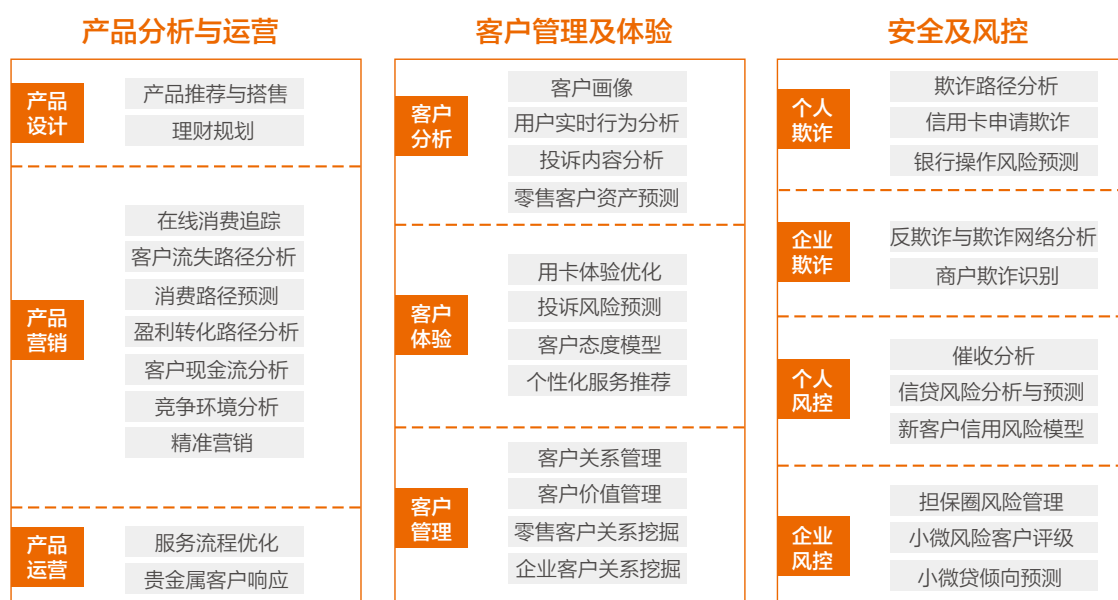 产品分析与运营
产品
设计
产品推荐与搭售
理财规划
产品
营销
在线消费追踪
客户流失路径分析
消费路径预测
盈利转化路径分析
客户现金流分析
竞争环境分析
精准营销
产品
运营
服务流程优化
贵金属客户响应
客户管理及体验
客户
分析
客户画像
用户实时行为分析
投诉内容分析
零售客户资产预测
客户
体验
用卡体验优化
投诉风险预测
客户态度模型
个性化服务推荐
客户
管理
客户关系管理
客户价值管理
零售客户关系挖掘
企业客户关系挖掘
安全及风控
个人
欺诈
欺诈路径分析
信用卡申请欺诈
银行操作风险预测
企业
欺诈
反欺诈与欺诈网络分析
商户欺诈识别
个人
风控
催收分析
信贷风险分析与预测
新客户信用风险模型
企业
风控
担保圈风险管理
小微风险客户评级
小微贷倾向预测